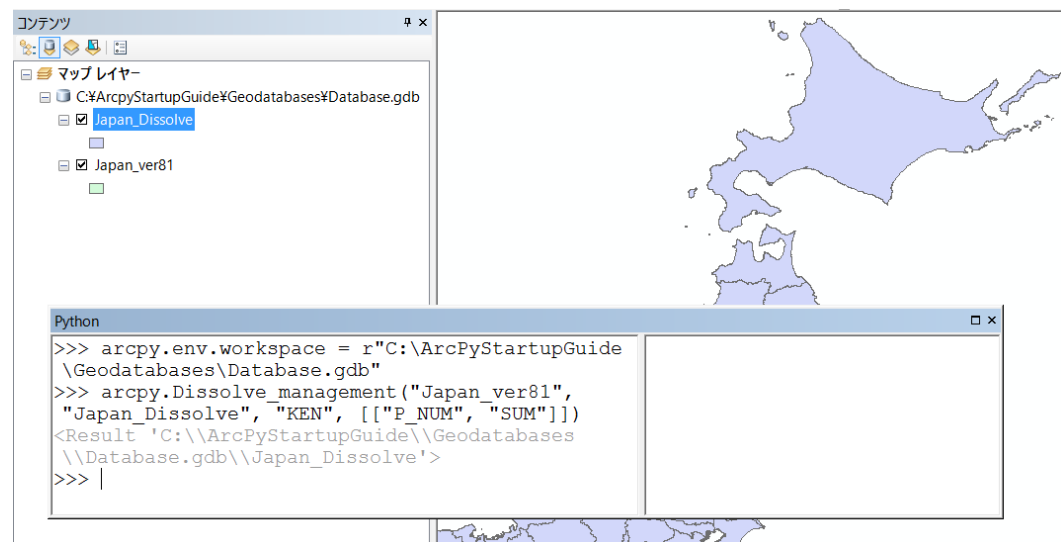 コンテンツ
マップ レイヤー
C:¥ArcpyStartupGuide¥Geodatabases¥Database.gdb
Japan_Dissolve
Japan_ver81
Python
>>> arcpy.env.workspace = r"C:\ArcPyStartupGuide
\Geodatabases\Database.gdb"
>>> arcpy.Dissolve_management("Japan_ver81",
"Japan_Dissolve", "KEN", [["P_NUM", "SUM"]])
<Result 'C:\\ArcPyStartupGuide\\Geodatabases
\\Database.gdb\\Japan_Dissolve'>
>>>